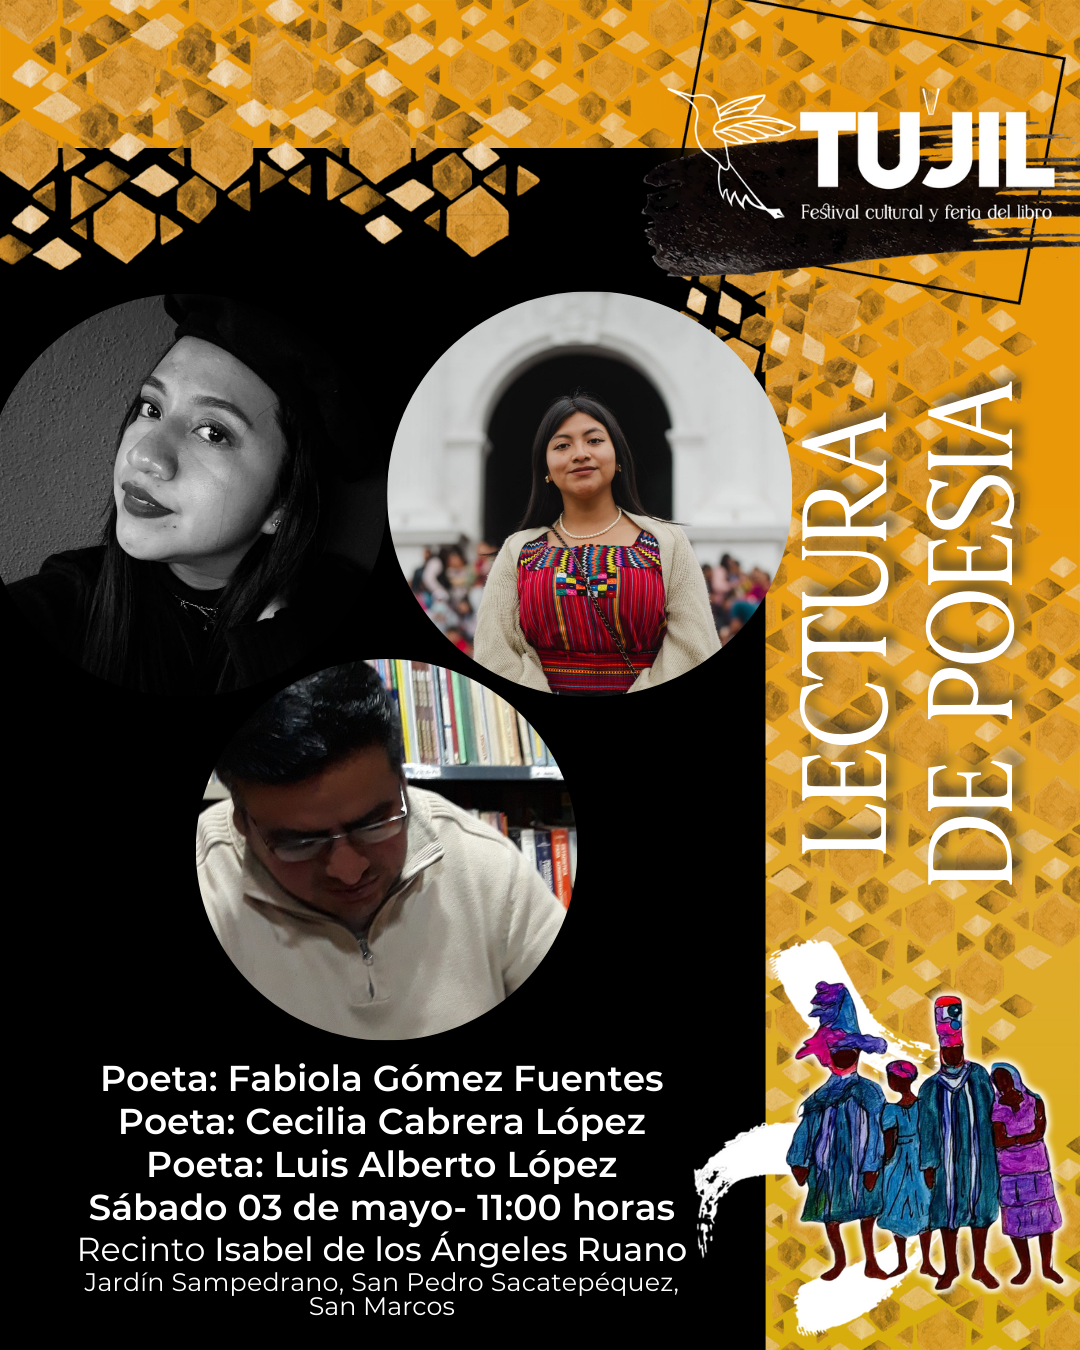 TUJIL
Festival cultural y feria del libro
LECTURA
DE POESIA
Poeta: Fabiola Gómez Fuentes
Poeta: Cecilia Cabrera López
Poeta: Luis Alberto López
Sábado 03 de mayo- 11:00 horas
Recinto Isabel de los Ángeles Ruano
Jardín Sampedrano, San Pedro Sacatepéquez,
San Marcos